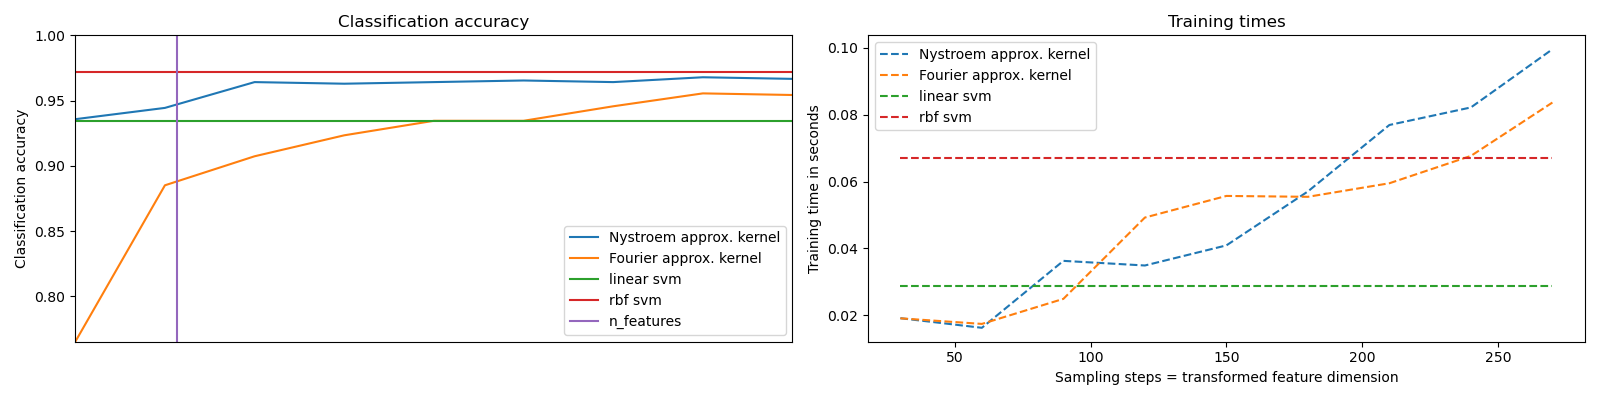 Classification accuracy
Classification accuracy
1.00
0.95
0.90
0.85
0.80
Nystroem approx. kernel
Fourier approx. kernel
linear svm
rbf svm
n_features
Training times
Training time in seconds
0.10
0.08
0.06
0.04
0.02
Nystroem approx. kernel
Fourier approx. kernel
linear svm
rbf svm
50
100
150
200
250
Sampling steps = transformed feature dimension